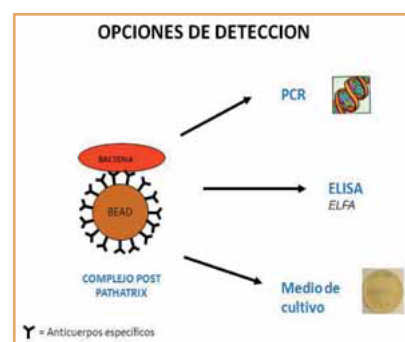 OPCIONES DE DETECCION
PCR
BACTERIA
BEAD
ELISA
ELFA
COMPLEJO POST
PATHATRIX
Medio de
cultivo
= Anticuerpos específicos